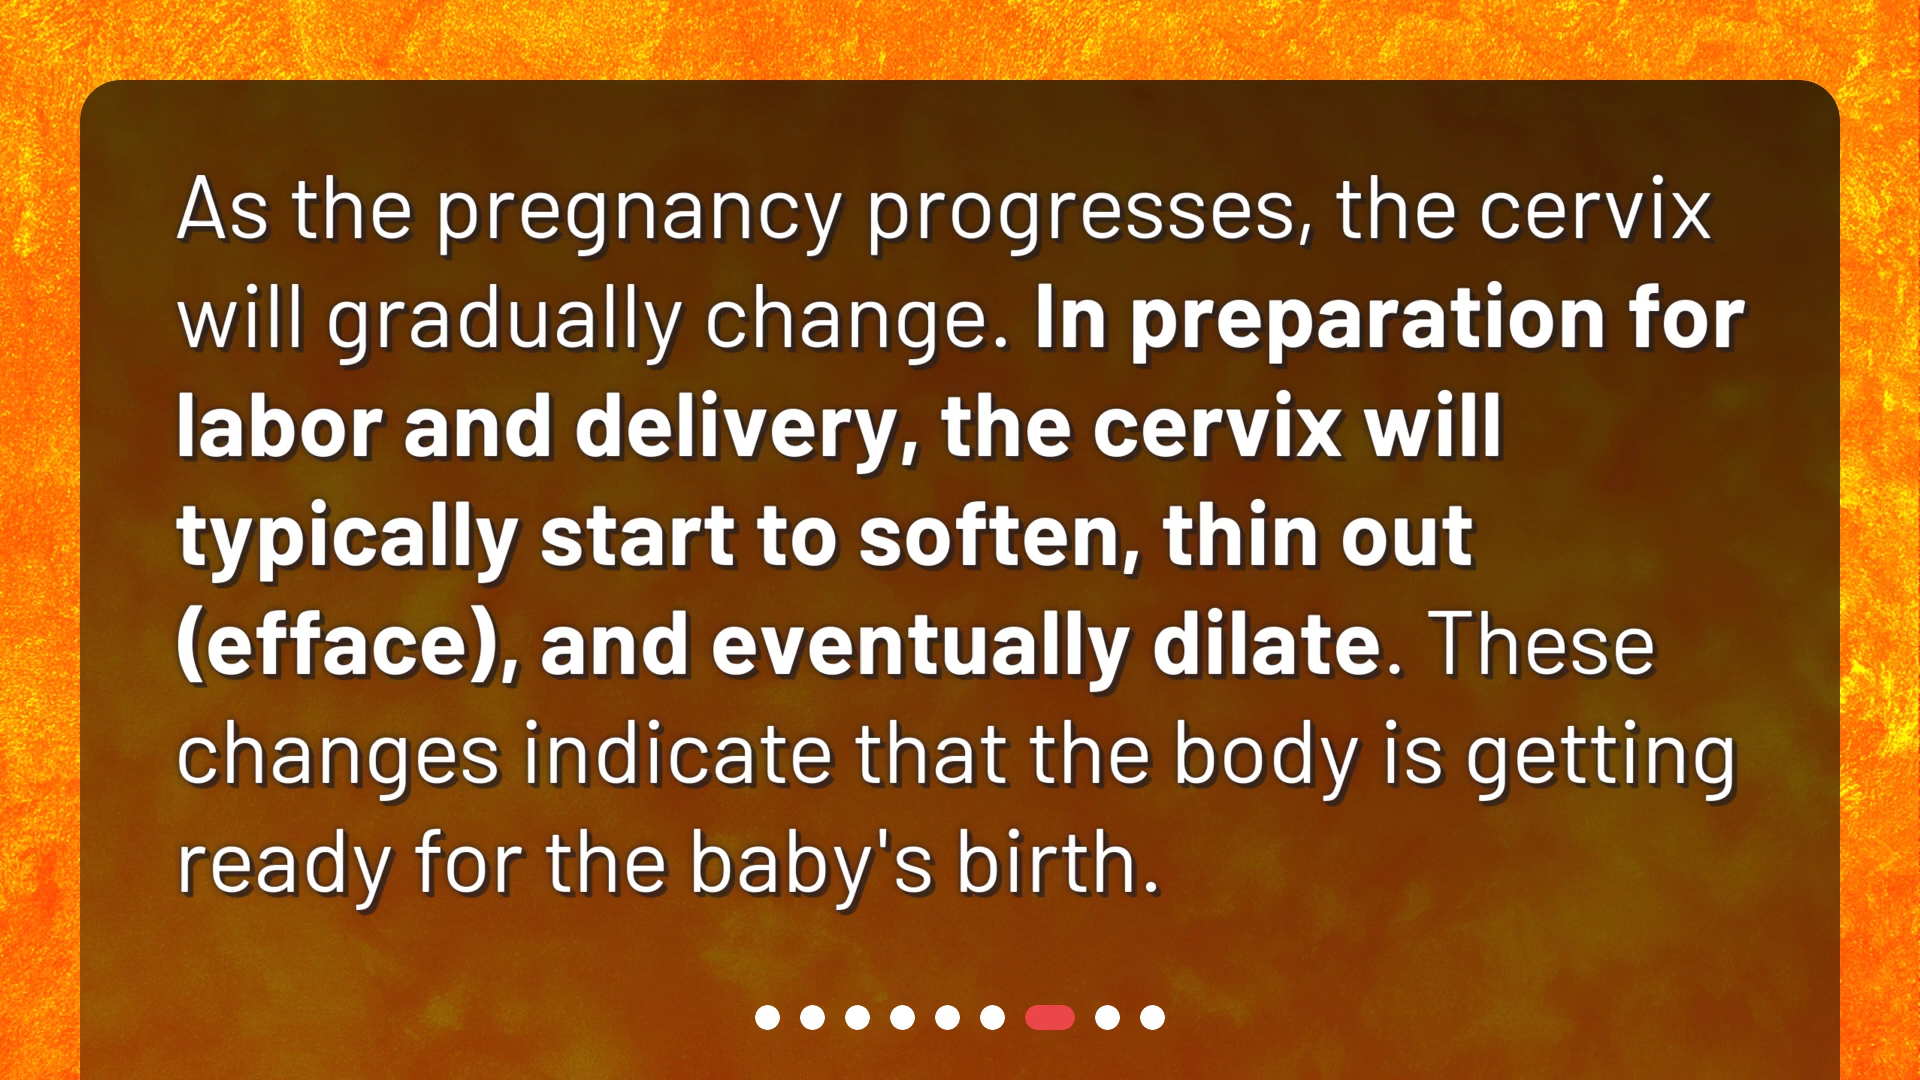 As the pregnancy progresses, the cervix
will gradually change. In preparation for
labor and delivery, the cervix will
typically start to soften, thin out
(efface), and eventually dilate. These
changes indicate that the body is getting
ready for the baby's birth.